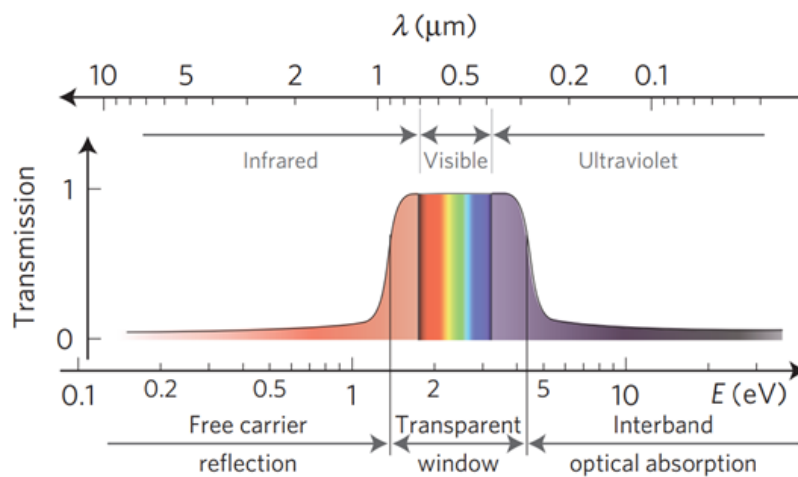 λ (μm)
10 5 2 1 0.5 0.2 0.1
Infrared Visible Ultraviolet
Transmission
1
0
0.1 0.2 0.5 1 2 5 10 E (eV)
Free carrier Transparent Interband
reflection window optical absorption